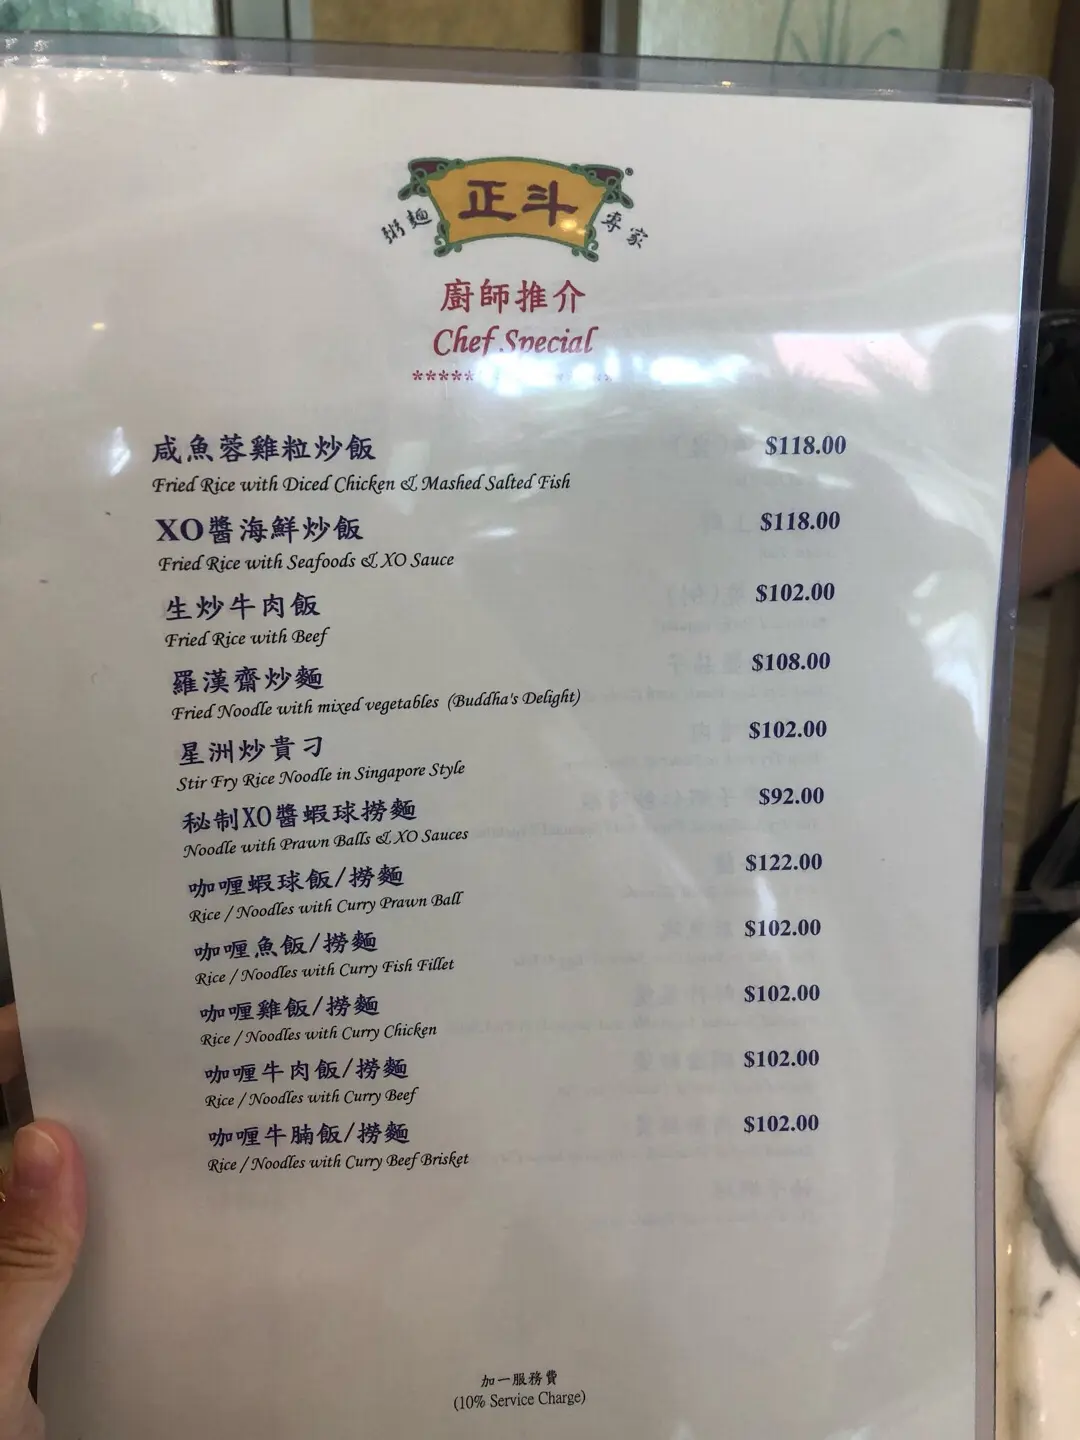 粥麵 正斗 專家
廚師推介
Chef Special
咸魚蓉雞粒炒飯 $118.00
Fried Rice with Diced Chicken & Mashed Salted Fish
XO醬海鮮炒飯 $118.00
Fried Rice with Seafoods & XO Sauce
生炒牛肉飯 $102.00
Fried Rice with Beef
羅漢齋炒麵 $108.00
Fried Noodle with mixed vegetables (Buddha's Delight)
星洲炒貴刁 $102.00
Stir Fry Rice Noodle in Singapore Style
秘制XO醬蝦球撈麵 $92.00
Noodle with Prawn Balls & XO Sauces
咖喱蝦球飯/撈麵 $122.00
Rice / Noodles with Curry Prawn Ball
咖喱魚飯/撈麵 $102.00
Rice / Noodles with Curry Fish Fillet
咖喱雞飯/撈麵 $102.00
Rice / Noodles with Curry Chicken
咖喱牛肉飯/撈麵 $102.00
Rice / Noodles with Curry Beef
咖喱牛腩飯/撈麵 $102.00
Rice / Noodles with Curry Beef Brisket
加一服務費
(10% Service Charge)